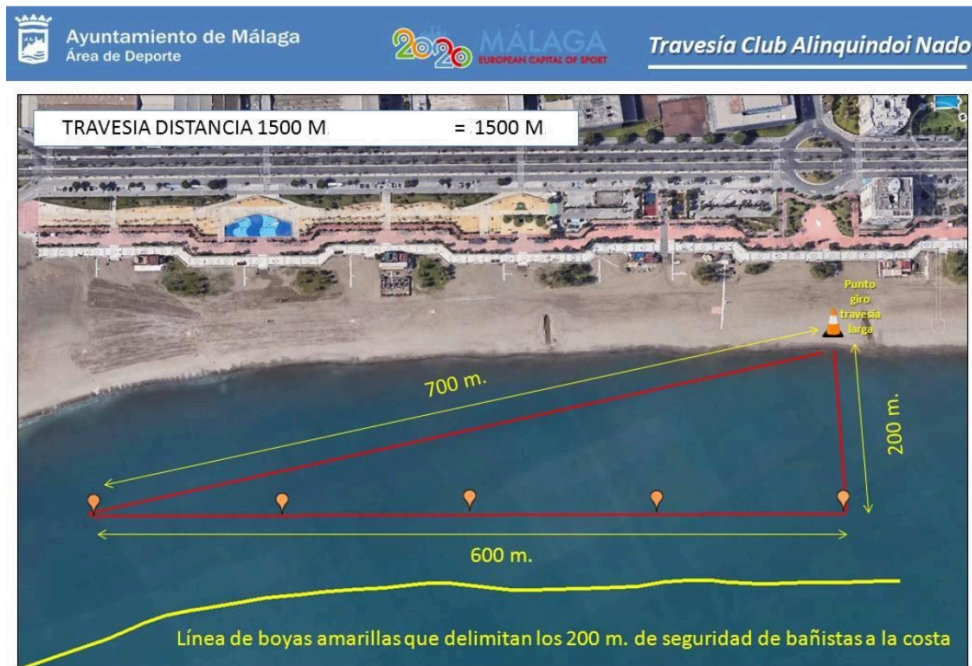 Ayuntamiento de Málaga
Área de Deporte
2020 MÁLAGA
EUROPEAN CAPITAL OF SPORT
Travesía Club Alinquindoi Nado
TRAVESIA DISTANCIA 1500 M = 1500 M
Punto
giro
travesía
larga
700 m.
200 m.
600 m.
Línea de boyas amarillas que delimitan los 200 m. de seguridad de bañistas a la costa